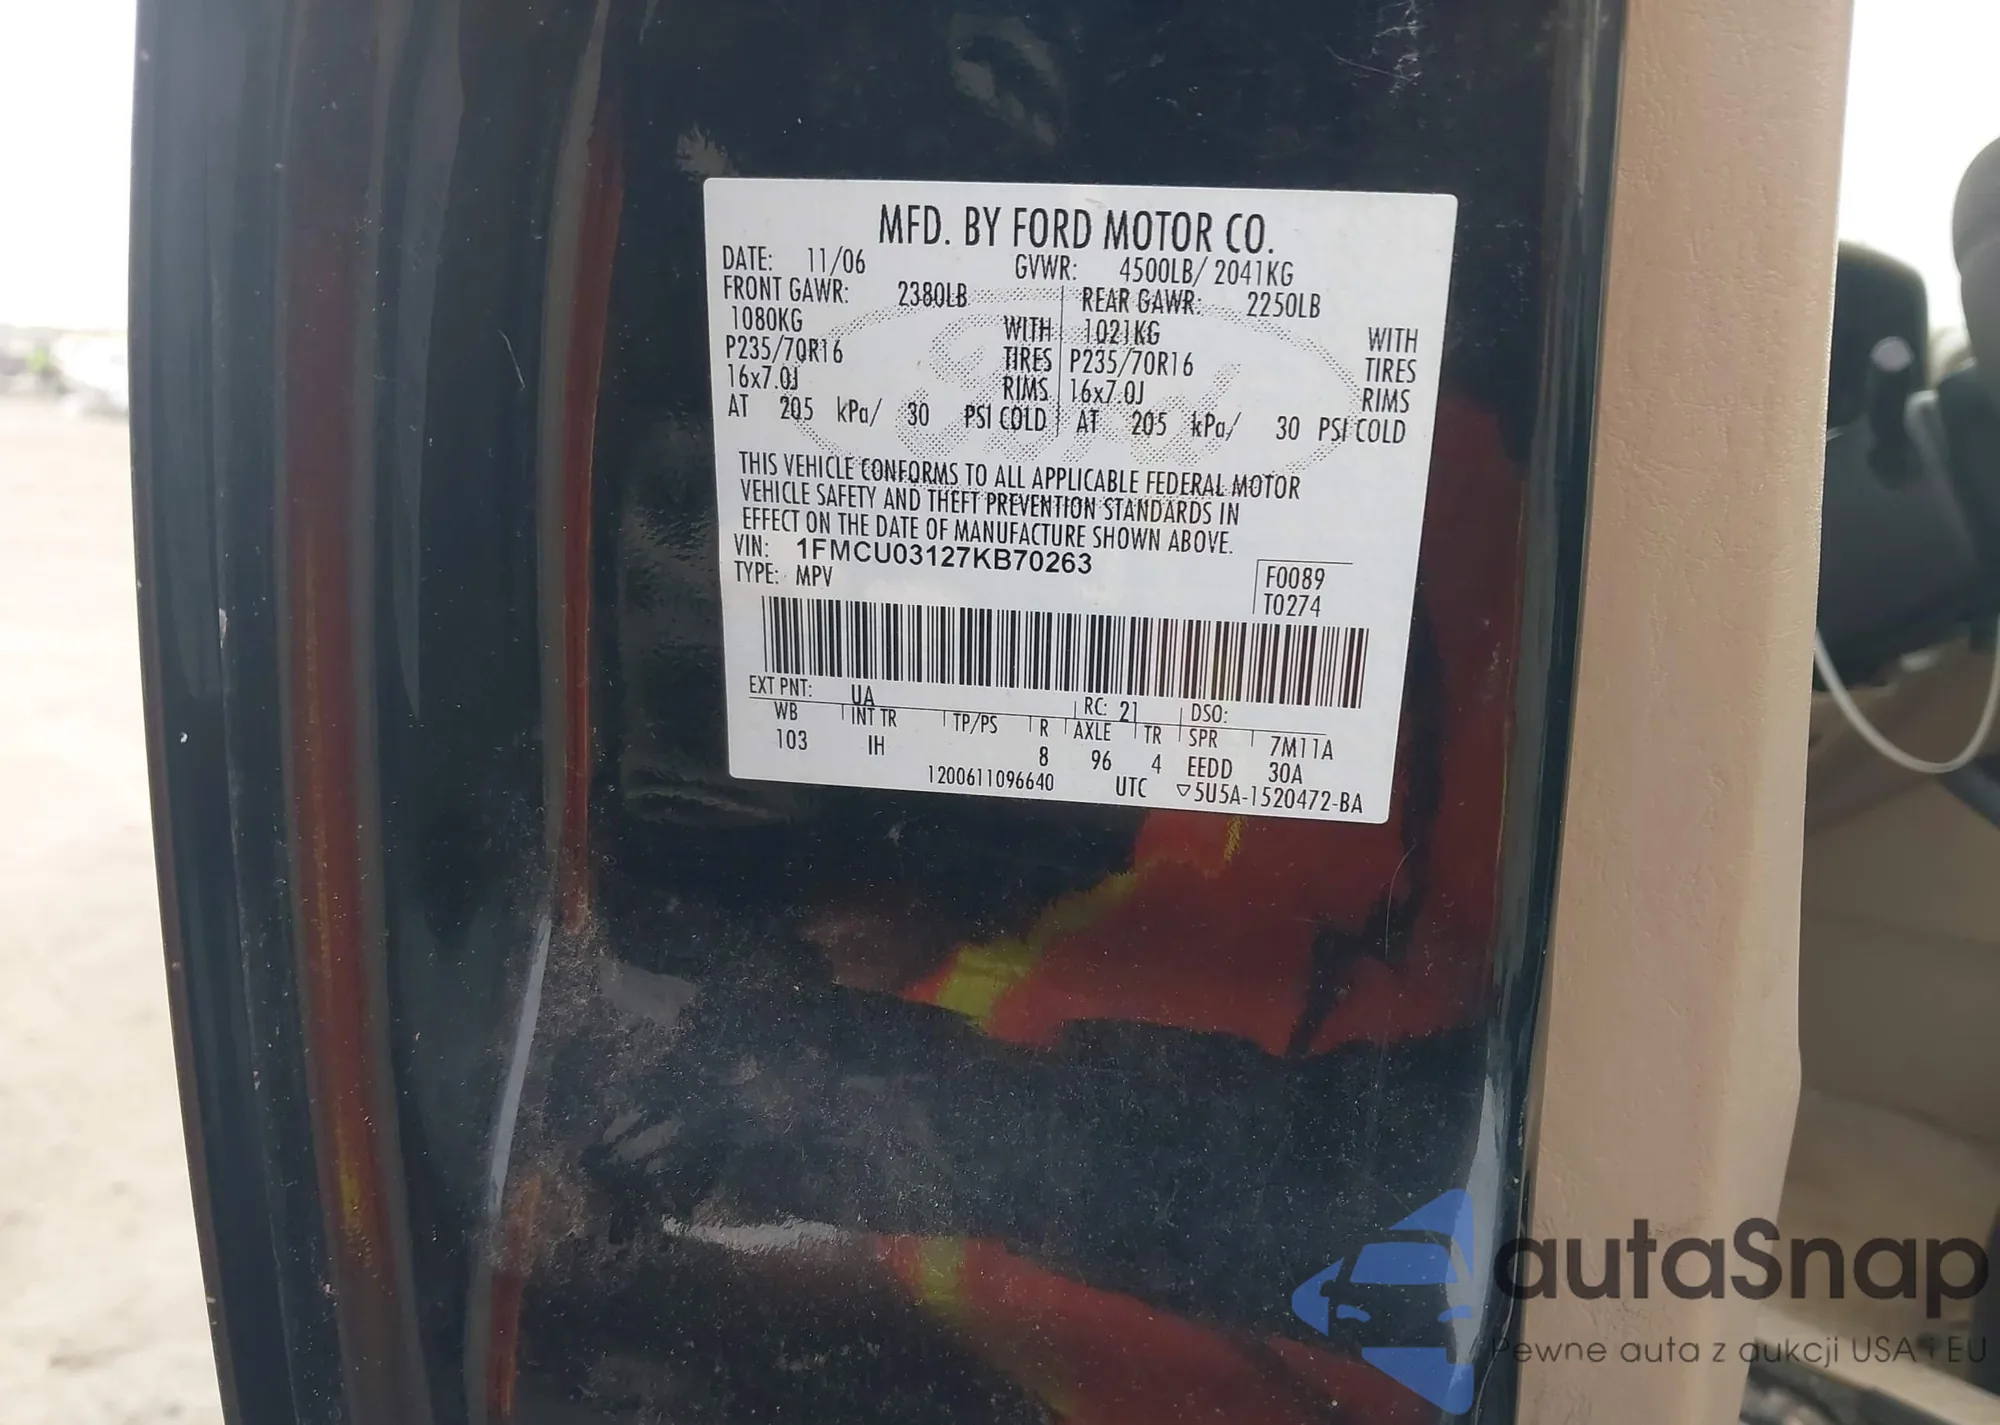 MFD. BY FORD MOTOR CO.
DATE: 11/06 GVWR: 4500LB/ 2041KG
FRONT GAWR: 2380LB REAR GAWR: 2250LB
1080KG WITH 1021KG WITH
P235/70R16 TIRES P235/70R16 TIRES
16x7.0J RIMS 16x7.0J RIMS
AT 205 kPa/ 30 PSI COLD AT 205 kPa/ 30 PSI COLD
THIS VEHICLE CONFORMS TO ALL APPLICABLE FEDERAL MOTOR
VEHICLE SAFETY AND THEFT PREVENTION STANDARDS IN
EFFECT ON THE DATE OF MANUFACTURE SHOWN ABOVE.
VIN: 1FMCU03127KB70263
TYPE: MPV F0089
T0274
EXT PNT: UA RC: 21 DSO:
WB INT TR TP/PS R AXLE TR SPR 7M11A
103 IH 8 96 4 EEDD 30A
1200611096640 UTC ▽5U5A-1520472-BA
Ford
autaSnap
Pewne auta z aukcji USA i EU